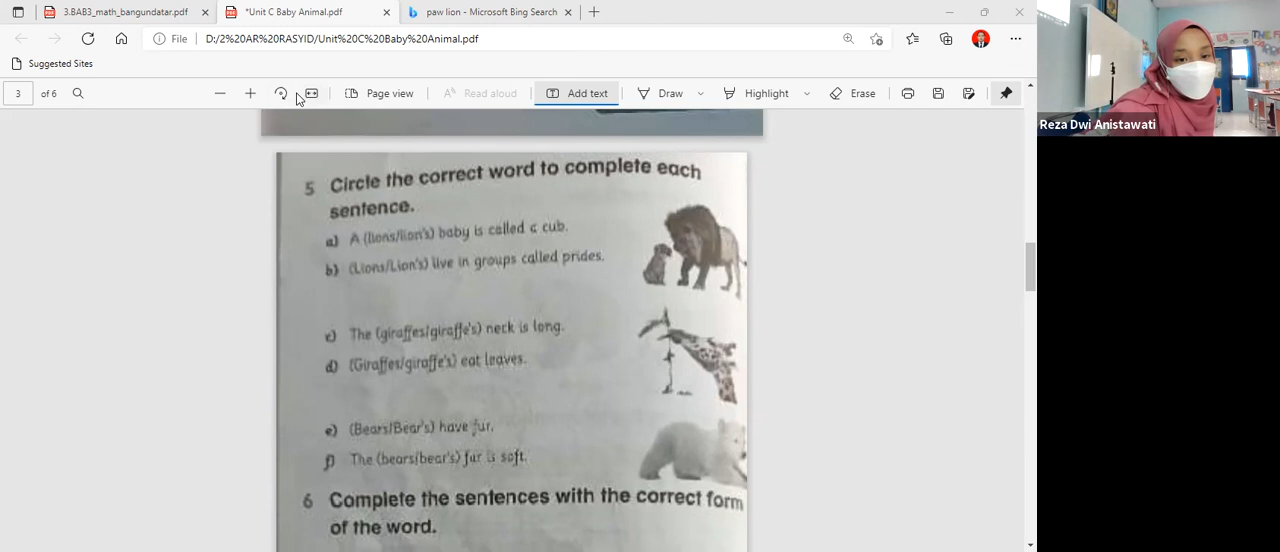 3.BAB3_math_bangundatar.pdf
*Unit C Baby Animal.pdf
paw lion - Microsoft Bing Search
File
D:/2%20AR%20RASYID/Unit%20C%20Baby%20Animal.pdf
Suggested Sites
3 of 6
Page view
Read aloud
Add text
Draw
Highlight
Erase
Reza Dwi Anistawati
5 Circle the correct word to complete each
sentence.
a) A (lions/lion's) baby is called a cub.
b) (Lions/Lion's) live in groups called prides.
c) The (giraffes/giraffe's) neck is long.
d) (Giraffes/giraffe's) eat leaves.
e) (Bears/Bear's) have fur.
f) The (bears/bear's) fur is soft.
6 Complete the sentences with the correct form
of the word.